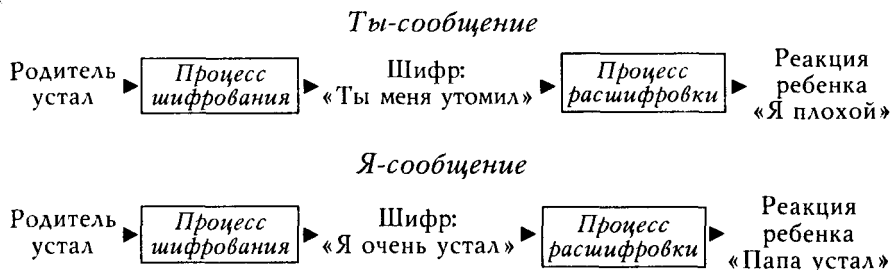 Ты-сообщение
Родитель устал ► Процесс шифрования ► Шифр: «Ты меня утомил» ► Процесс расшифровки ► Реакция ребенка «Я плохой»
Я-сообщение
Родитель устал ► Процесс шифрования ► Шифр: «Я очень устал» ► Процесс расшифровки ► Реакция ребенка «Папа устал»